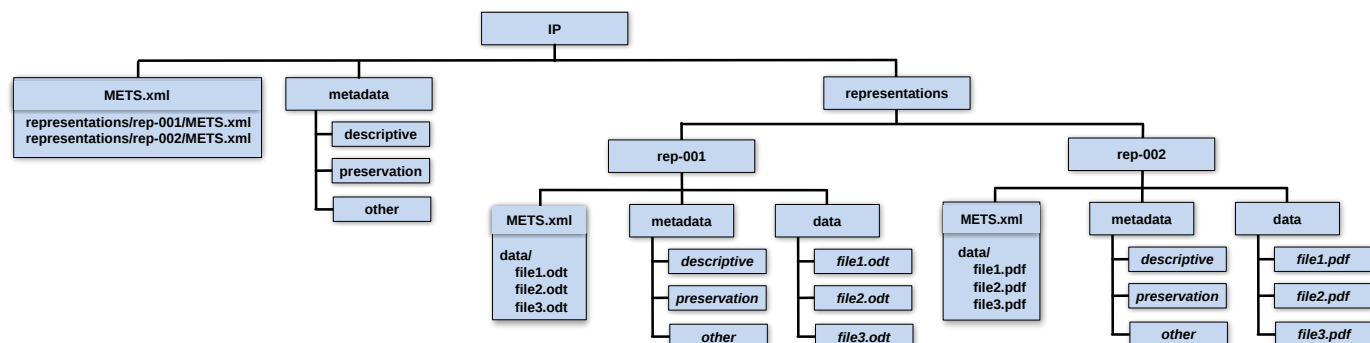 IP
METS.xml
representations/rep-001/METS.xml
representations/rep-002/METS.xml
metadata
descriptive
preservation
other
representations
rep-001
METS.xml
data/
file1.odt
file2.odt
file3.odt
metadata
descriptive
preservation
other
data
file1.odt
file2.odt
file3.odt
rep-002
METS.xml
data/
file1.pdf
file2.pdf
file3.pdf
metadata
descriptive
preservation
other
data
file1.pdf
file2.pdf
file3.pdf